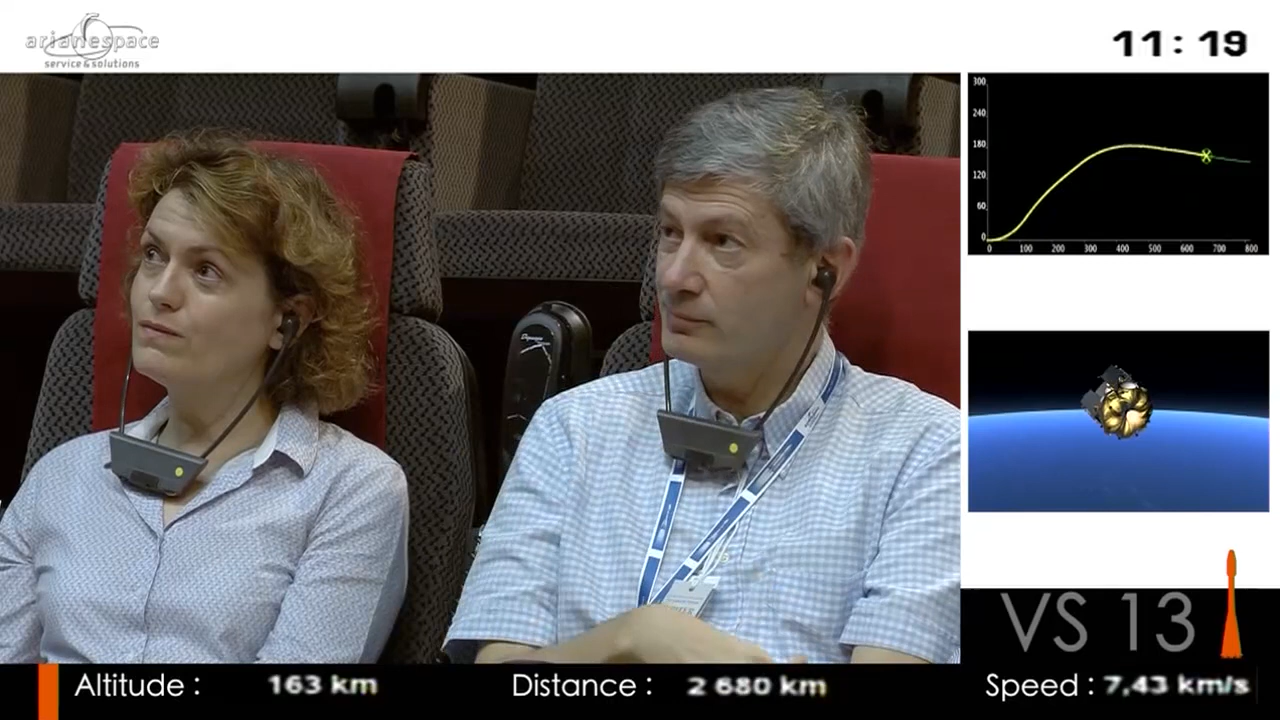 arianespace
service & solutions
11: 19
300
240
180
120
60
0
0 100 200 300 400 500 600 700 800
VS 13
Altitude : 163 km
Distance : 2 680 km
Speed : 7,43 km/s